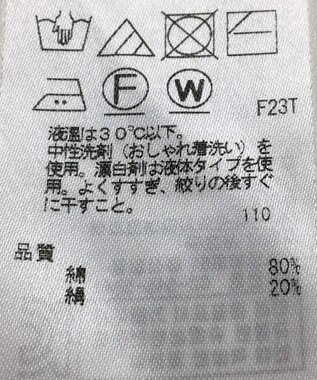 F
W
F23T
液温は30℃以下。
中性洗剤（おしゃれ着洗い）を
使用。漂白剤は液体タイプを使
用。よくすすぎ、絞りの後すぐ
に干すこと。
110
品質
綿 80%
絹 20%